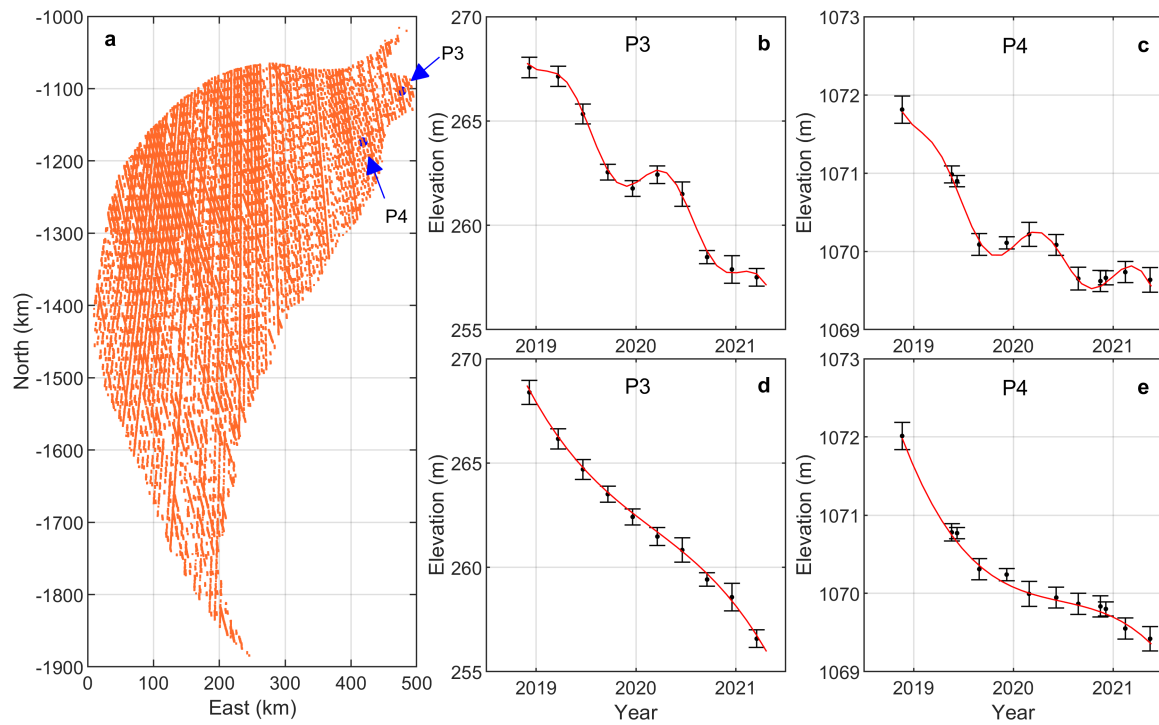 a
P3
P4
-1000
-1100
-1200
-1300
-1400
-1500
-1600
-1700
-1800
-1900
0 100 200 300 400 500
North (km)
East (km)
P3 b
270
265
260
255
2019 2020 2021
Elevation (m)
P4 c
1073
1072
1071
1070
1069
2019 2020 2021
Elevation (m)
P3 d
270
265
260
255
2019 2020 2021
Elevation (m)
Year
P4 e
1073
1072
1071
1070
1069
2019 2020 2021
Elevation (m)
Year